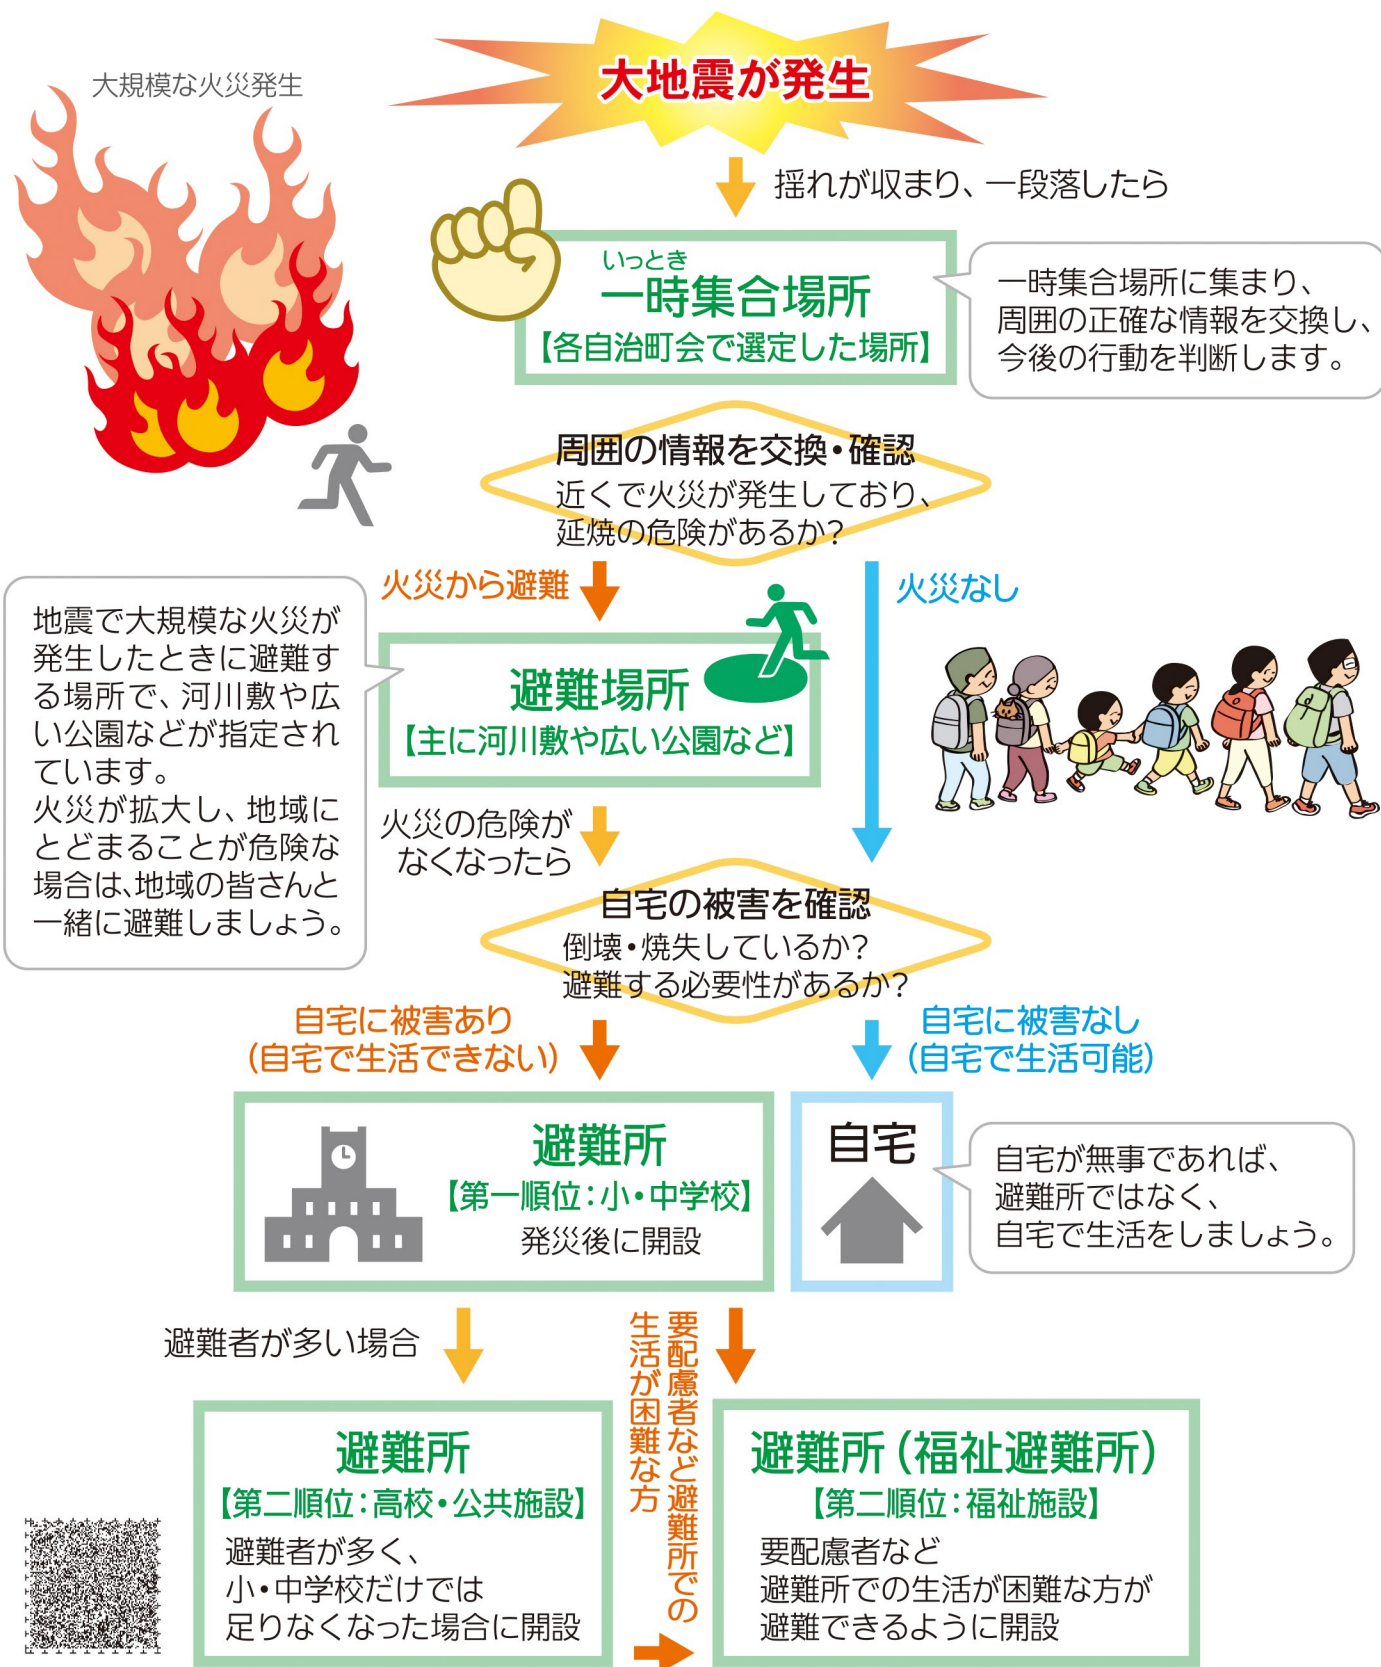 大地震が発生
大規模な火災発生
揺れが収まり、一段落したら
いっとき
一時集合場所
【各自治町会で選定した場所】
一時集合場所に集まり、
周囲の正確な情報を交換し、
今後の行動を判断します。
周囲の情報を交換・確認
近くで火災が発生しており、
延焼の危険があるか?
火災から避難
火災なし
地震で大規模な火災が
発生したときに避難す
る場所で、河川敷や広
い公園などが指定され
ています。
火災が拡大し、地域に
とどまることが危険な
場合は、地域の皆さんと
一緒に避難しましょう。
避難場所
【主に河川敷や広い公園など】
火災の危険が
なくなったら
自宅の被害を確認
倒壊・焼失しているか?
避難する必要性があるか?
自宅に被害あり
(自宅で生活できない)
自宅に被害なし
(自宅で生活可能)
避難所
【第一順位:小・中学校】
発災後に開設
自宅
自宅が無事であれば、
避難所ではなく、
自宅で生活をしましょう。
避難者が多い場合
要配慮者など避難所での
生活が困難な方
避難所
【第二順位:高校・公共施設】
避難者が多く、
小・中学校だけでは
足りなくなった場合に開設
避難所(福祉避難所)
【第二順位:福祉施設】
要配慮者など
避難所での生活が困難な方が
避難できるように開設